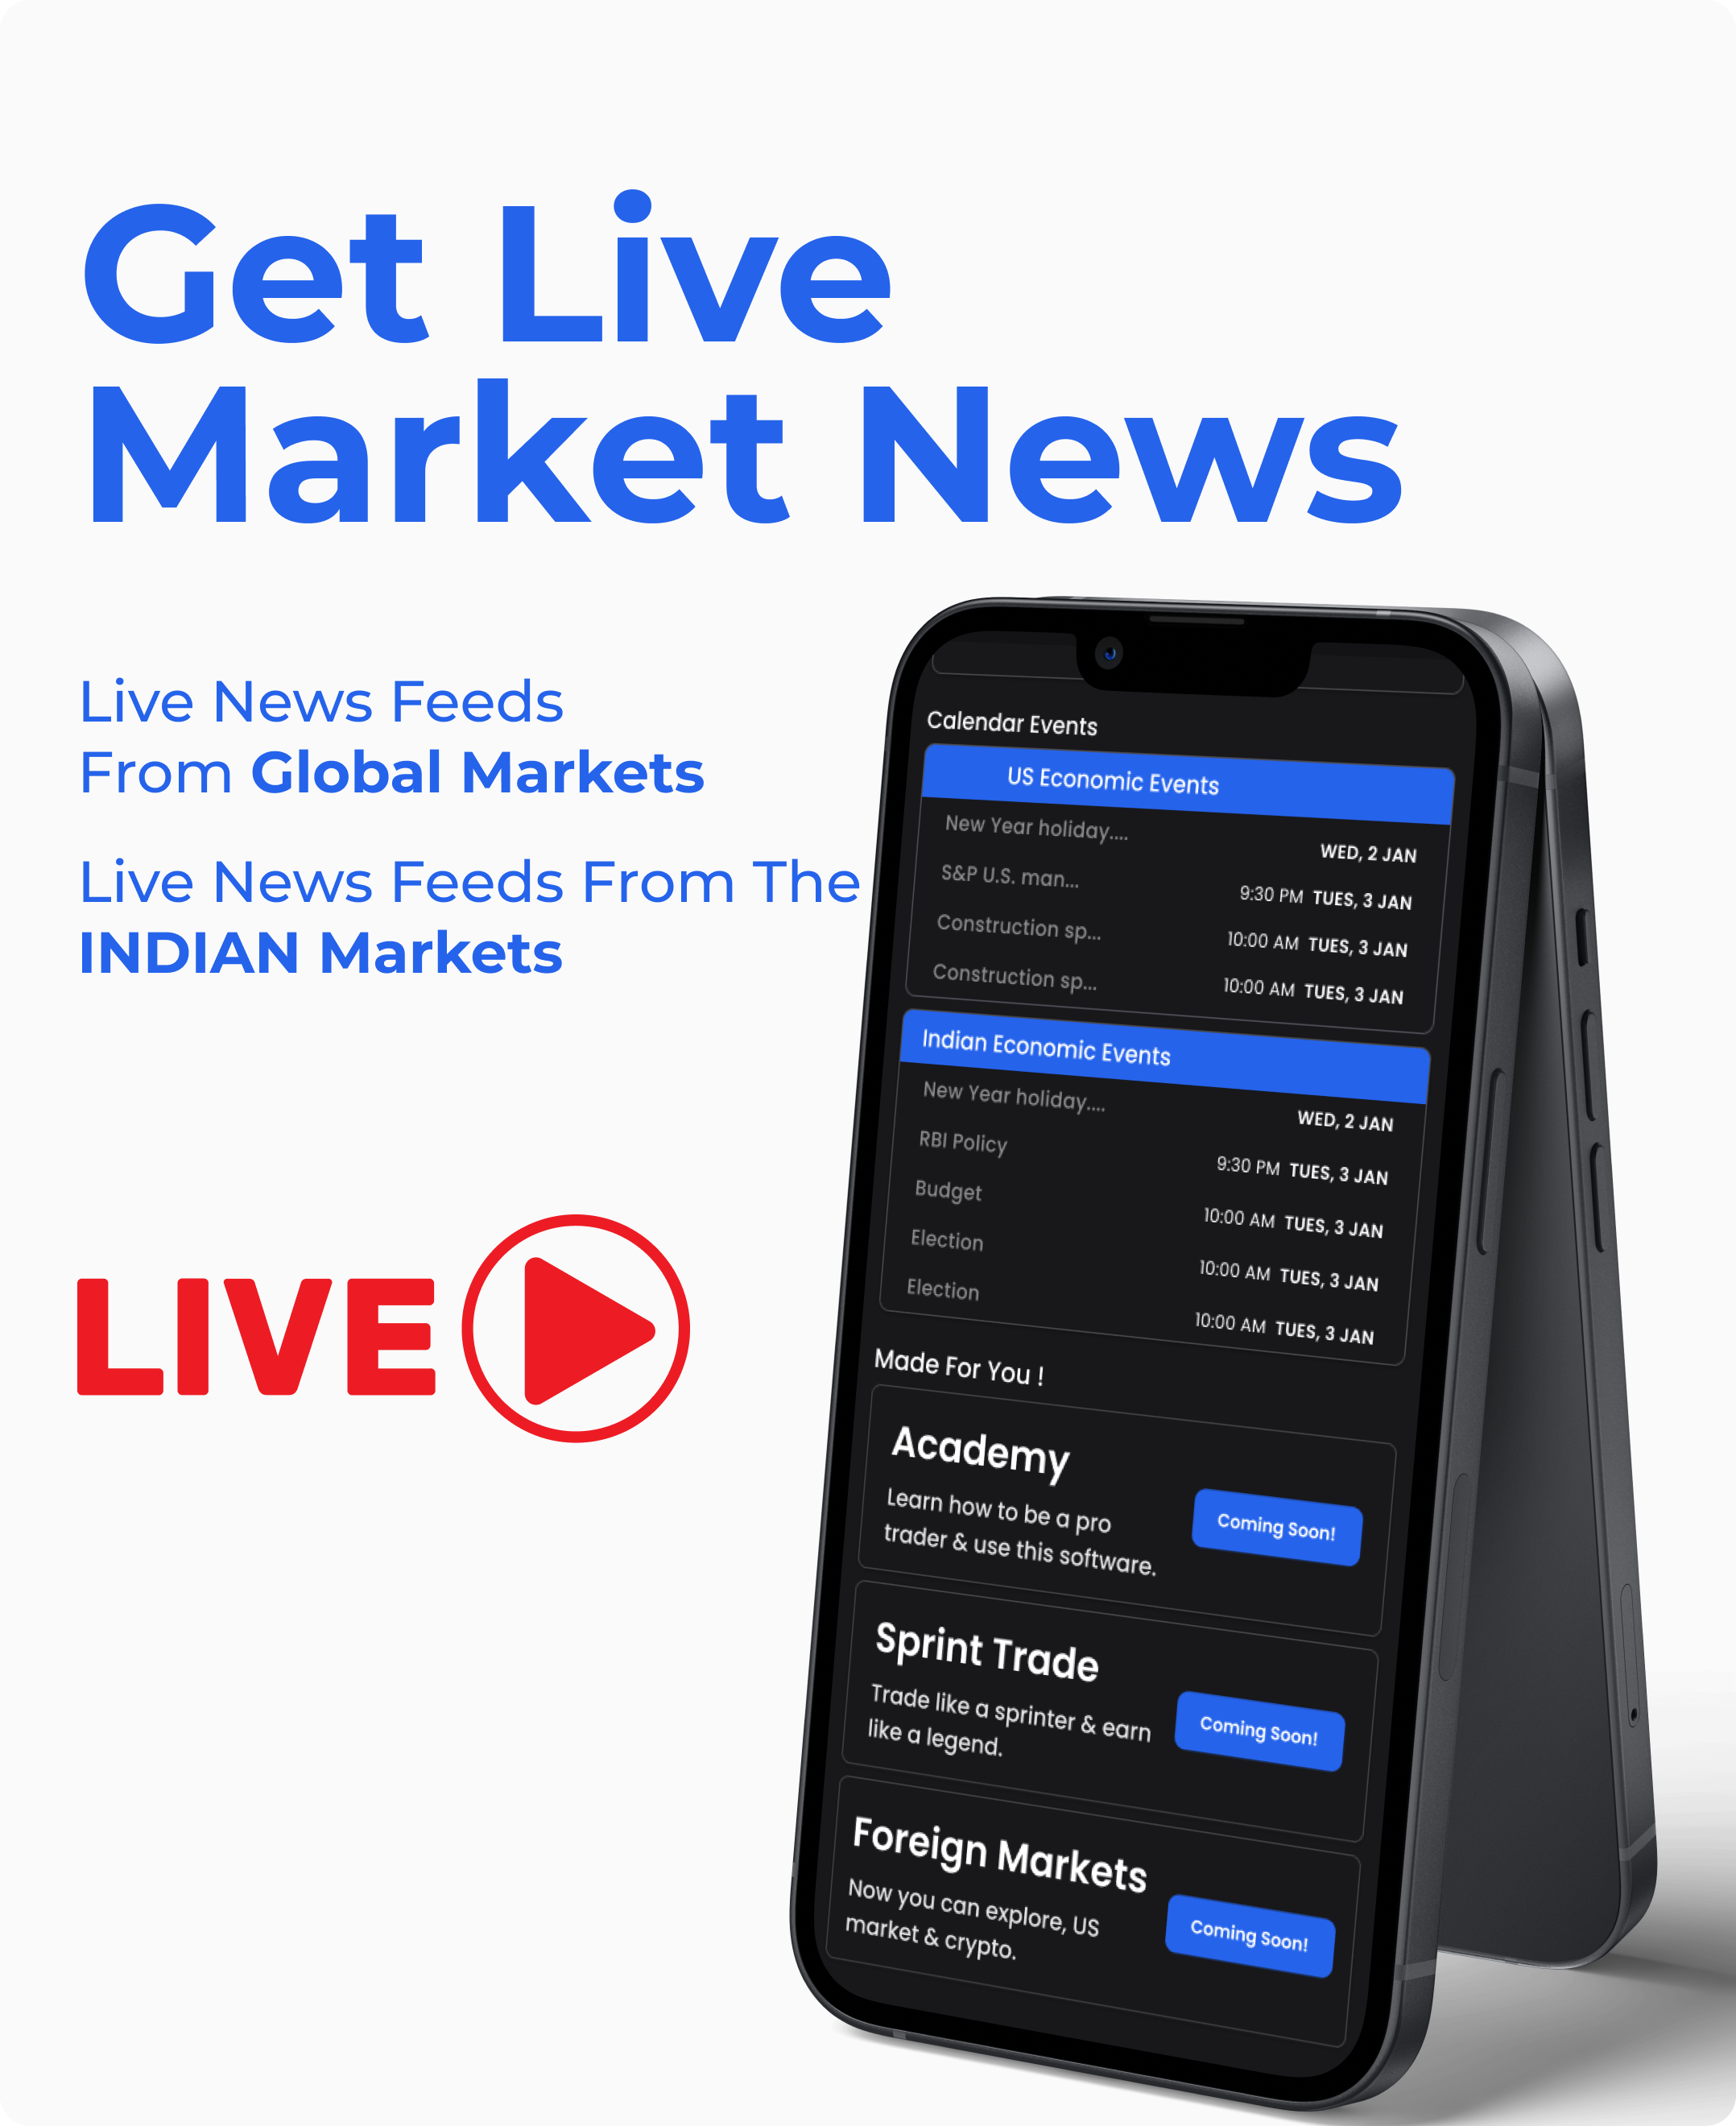 Get Live
Market News
Live News Feeds
From Global Markets
Live News Feeds From The
INDIAN Markets
LIVE
Calendar Events
US Economic Events
New Year holiday.... WED, 2 JAN
S&P U.S. man... 9:30 PM TUES, 3 JAN
Construction sp... 10:00 AM TUES, 3 JAN
Construction sp... 10:00 AM TUES, 3 JAN
Indian Economic Events
New Year holiday.... WED, 2 JAN
RBI Policy 9:30 PM TUES, 3 JAN
Budget 10:00 AM TUES, 3 JAN
Election 10:00 AM TUES, 3 JAN
Election 10:00 AM TUES, 3 JAN
Made For You !
Academy
Learn how to be a pro
trader & use this software.
Coming Soon!
Sprint Trade
Trade like a sprinter & earn
like a legend.
Coming Soon!
Foreign Markets
Now you can explore, US
market & crypto.
Coming Soon!